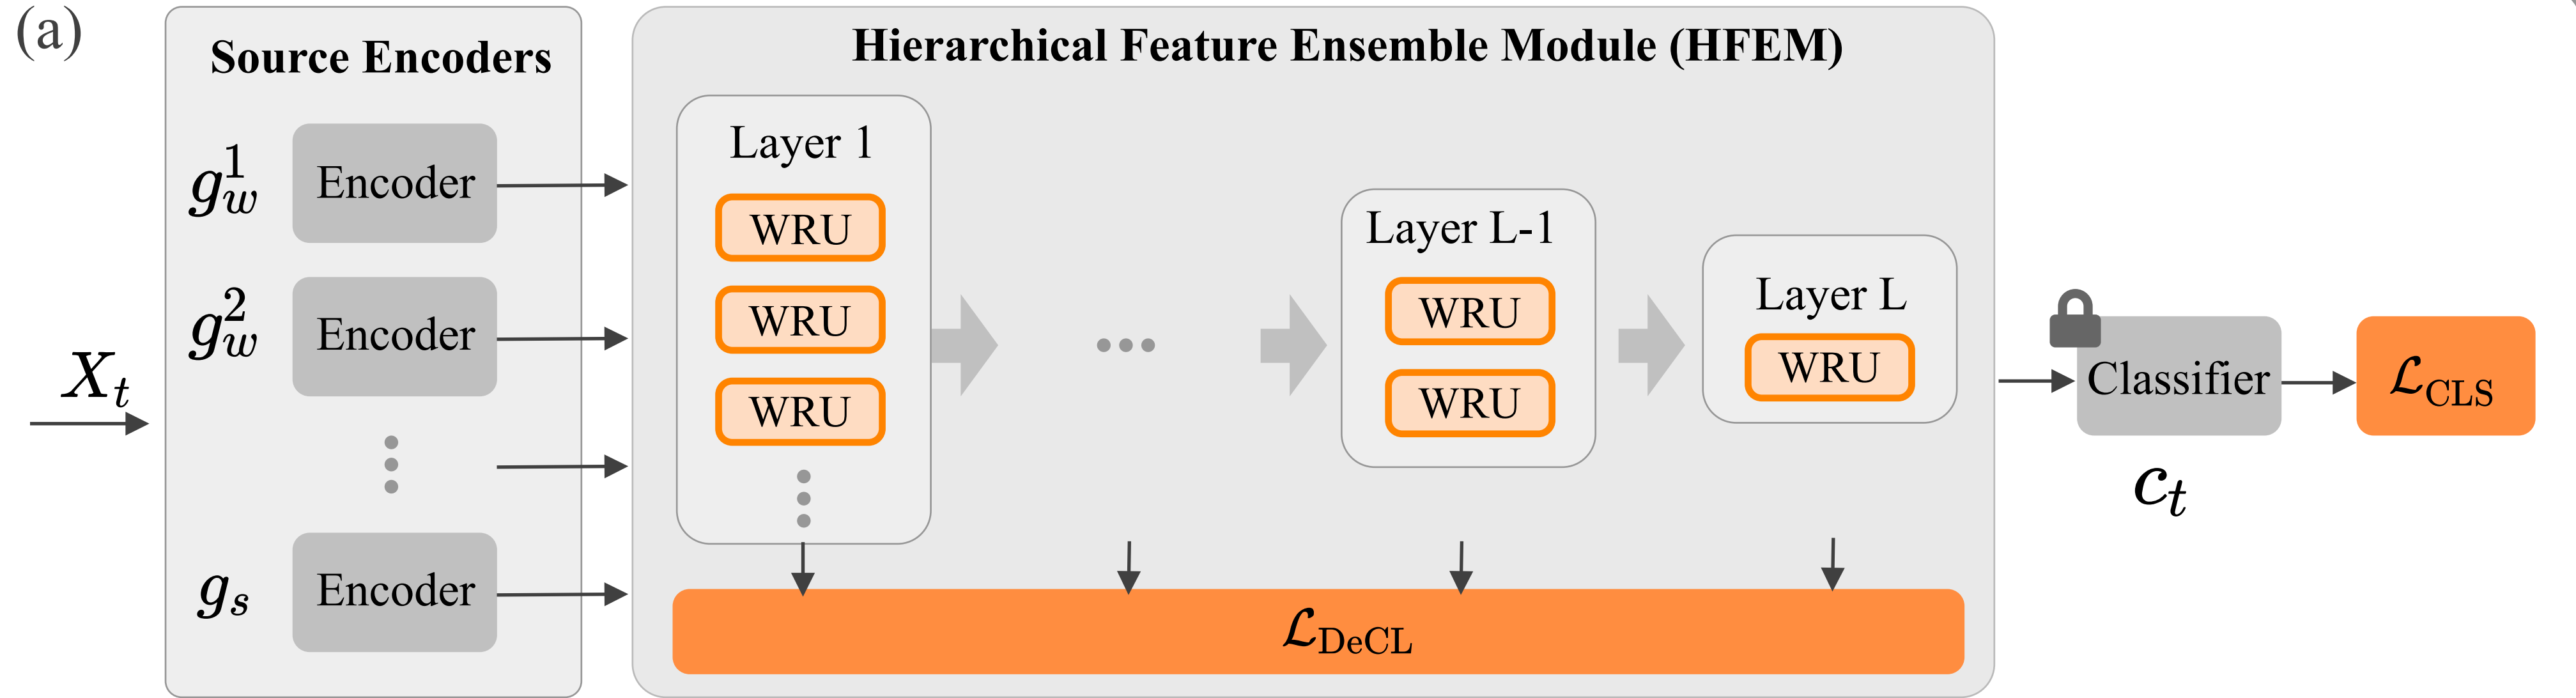 (a)
Source Encoders
Hierarchical Feature Ensemble Module (HFEM)
X_t
g_w^1
Encoder
g_w^2
Encoder
g_s
Encoder
Layer 1
WRU
WRU
WRU
Layer L-1
WRU
WRU
Layer L
WRU
ℒ_DeCL
Classifier
c_t
ℒ_CLS